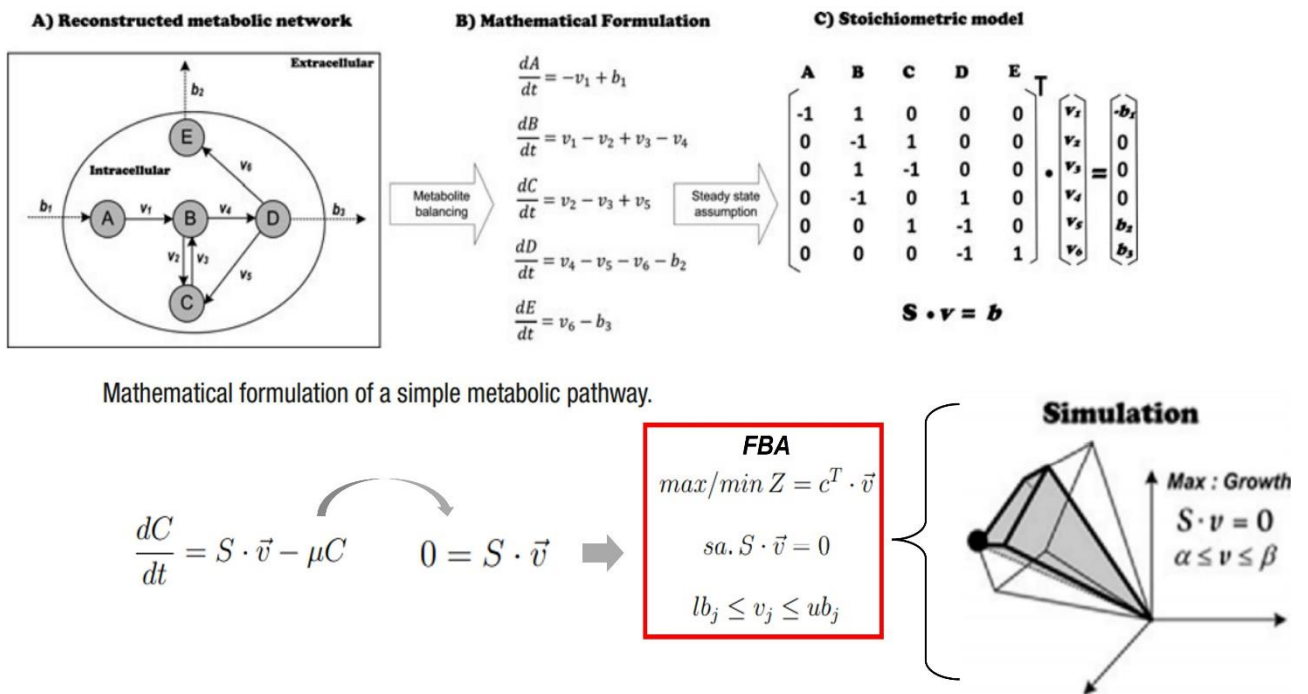 A) Reconstructed metabolic network
Extracellular
b₂
E
Intracellular
v₆
b₁
A
v₁
B
v₄
D
b₃
v₂
v₃
v₅
C
B) Mathematical Formulation
dA/dt = −v₁ + b₁
dB/dt = v₁ − v₂ + v₃ − v₄
dC/dt = v₂ − v₃ + v₅
dD/dt = v₄ − v₅ − v₆ − b₂
dE/dt = v₆ − b₃
Metabolite
balancing
Steady state
assumption
C) Stoichiometric model
A B C D E T
-1 1 0 0 0 v₁ -b₁
0 -1 1 0 0 v₂ 0
0 1 -1 0 0 • v₃ = 0
0 -1 0 1 0 v₄ 0
0 0 1 -1 0 v₅ b₂
0 0 0 -1 1 v₆ b₃
S • v = b
Mathematical formulation of a simple metabolic pathway.
dC/dt = S · v⃗ − μC
0 = S · v⃗
FBA
max/min Z = cᵀ · v⃗
sa. S · v⃗ = 0
lbⱼ ≤ vⱼ ≤ ubⱼ
Simulation
Max : Growth
S · v = 0
α ≤ v ≤ β